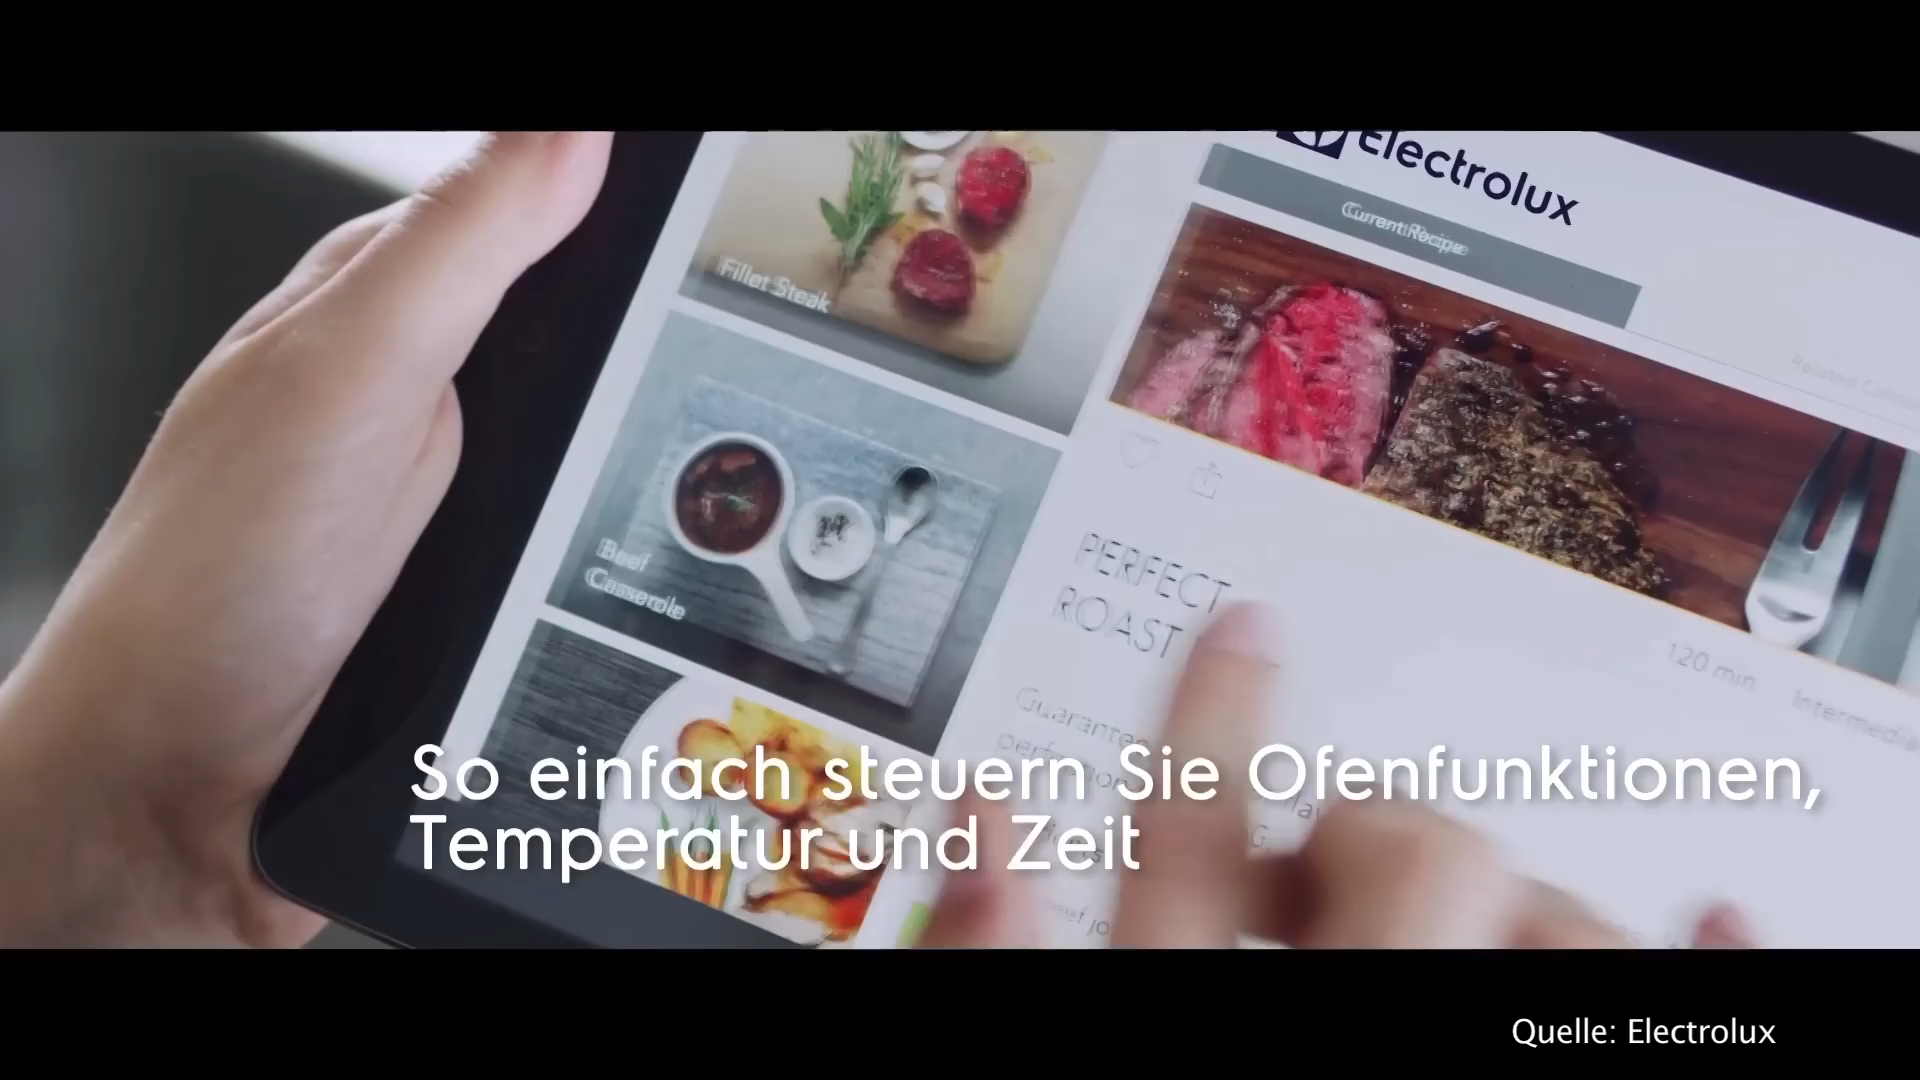 Electrolux
Current Recipe
Fillet Steak
Beef
Casserole
PERFECT
ROAST
120 min
So einfach steuern Sie Ofenfunktionen,
Temperatur und Zeit
Quelle: Electrolux